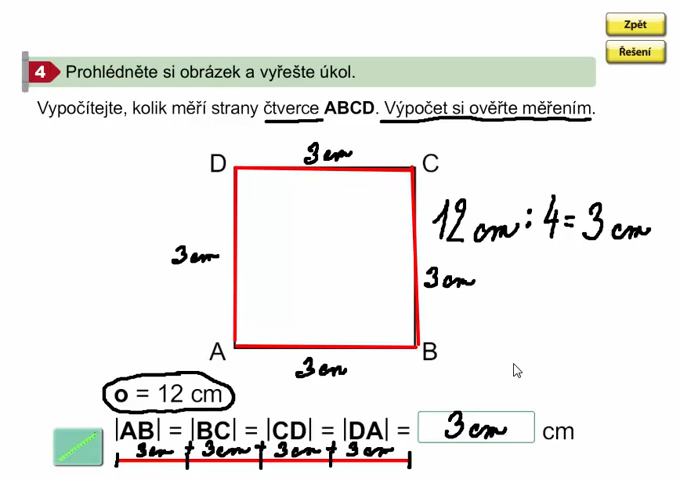 Zpět
Řešení
4 Prohlédněte si obrázek a vyřešte úkol.
Vypočítejte, kolik měří strany čtverce ABCD. Výpočet si ověřte měřením.
3 cm
D C
12 cm : 4 = 3 cm
3 cm
3 cm
A B
3 cm
o = 12 cm
|AB| = |BC| = |CD| = |DA| = 3 cm cm
3 cm + 3 cm + 3 cm + 3 cm